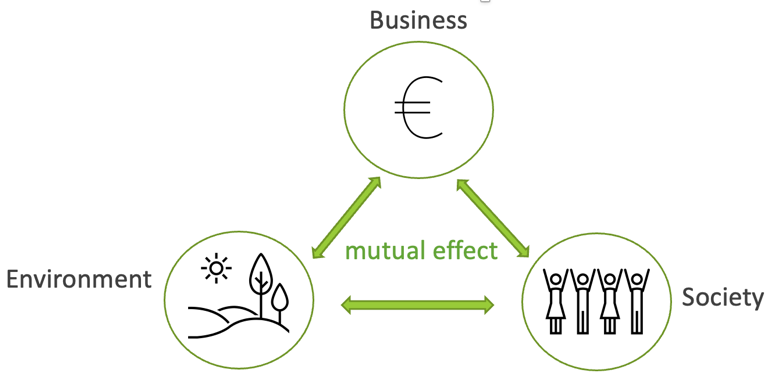 Business
€
mutual effect
Environment
Society